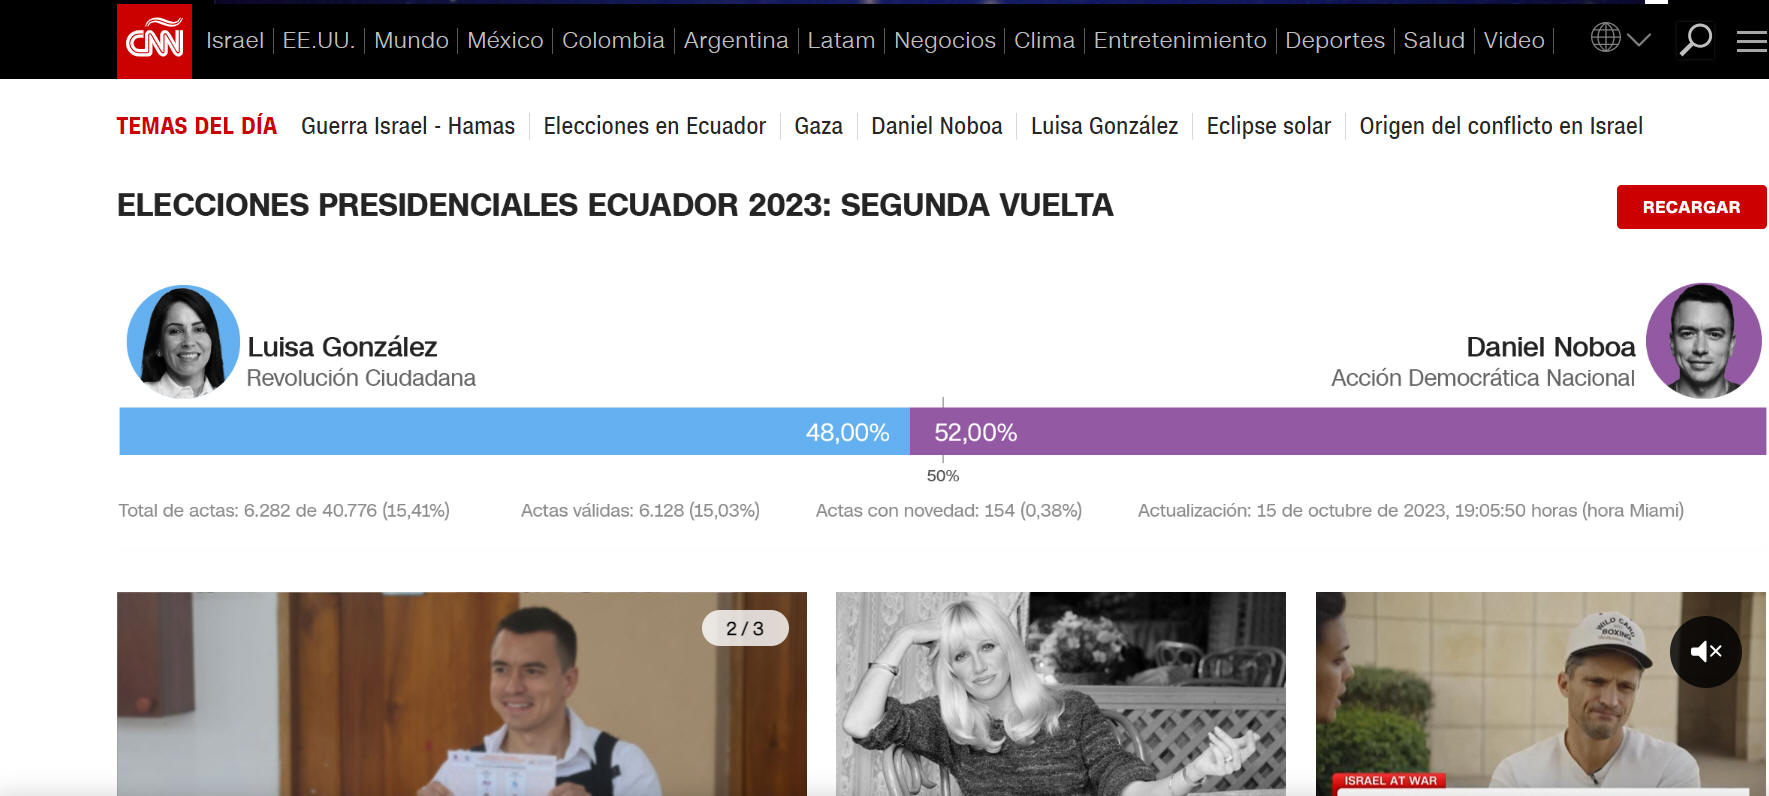 CNN
Israel EE.UU. Mundo México Colombia Argentina Latam Negocios Clima Entretenimiento Deportes Salud Video
TEMAS DEL DÍA Guerra Israel - Hamas Elecciones en Ecuador Gaza Daniel Noboa Luisa González Eclipse solar Origen del conflicto en Israel
ELECCIONES PRESIDENCIALES ECUADOR 2023: SEGUNDA VUELTA
RECARGAR
Luisa González
Revolución Ciudadana
Daniel Noboa
Acción Democrática Nacional
48,00% 52,00%
50%
Total de actas: 6.282 de 40.776 (15,41%) Actas válidas: 6.128 (15,03%) Actas con novedad: 154 (0,38%) Actualización: 15 de octubre de 2023, 19:05:50 horas (hora Miami)
2 / 3
WILD CARD
BOXING
ISRAEL AT WAR